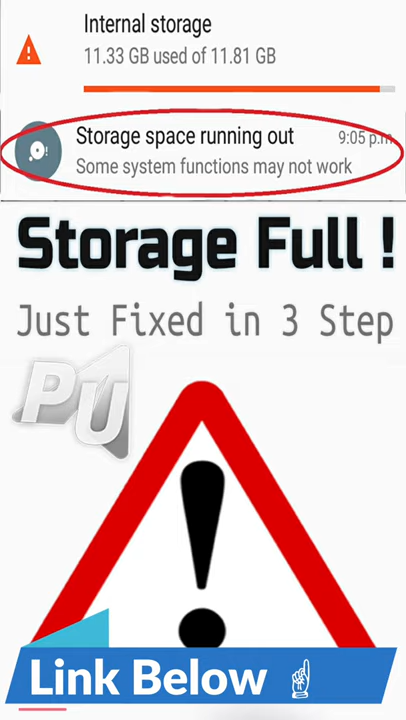 Internal storage
11.33 GB used of 11.81 GB
Storage space running out 9:05 p.m.
Some system functions may not work
Storage Full !
Just Fixed in 3 Step
PU
!
Link Below ☝